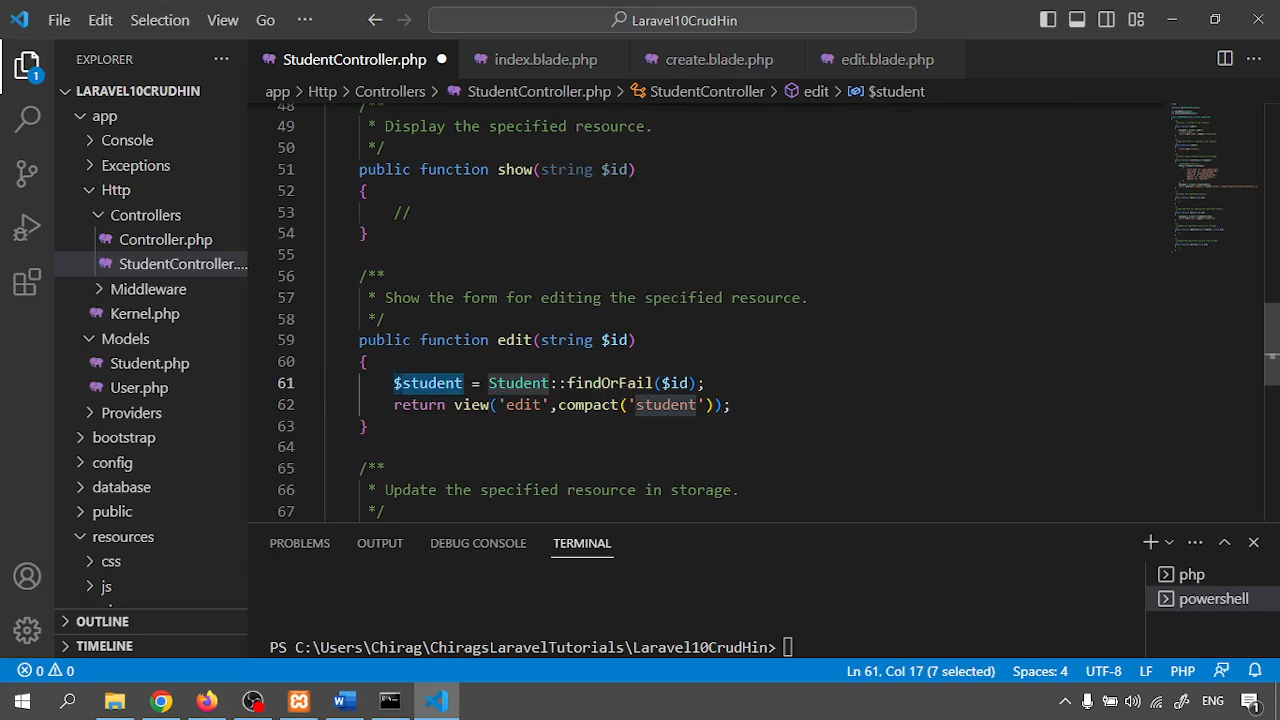 File Edit Selection View Go ··· Laravel10CrudHin
EXPLORER ···
StudentController.php index.blade.php create.blade.php edit.blade.php ···
1
LARAVEL10CRUDHIN
app > Http > Controllers > StudentController.php > StudentController > edit > $student
app
Console
Exceptions
Http
Controllers
Controller.php
StudentController....
Middleware
Kernel.php
Models
Student.php
User.php
Providers
bootstrap
config
database
public
resources
css
js
OUTLINE
TIMELINE
48 /**
49 * Display the specified resource.
50 */
51 public function show(string $id)
52 {
53 //
54 }
55
56 /**
57 * Show the form for editing the specified resource.
58 */
59 public function edit(string $id)
60 {
61 $student = Student::findOrFail($id);
62 return view('edit',compact('student'));
63 }
64
65 /**
66 * Update the specified resource in storage.
67 */
PROBLEMS OUTPUT DEBUG CONSOLE TERMINAL ···
php
powershell
PS C:\Users\Chirag\ChiragsLaravelTutorials\Laravel10CrudHin>
0 0 Ln 61, Col 17 (7 selected) Spaces: 4 UTF-8 LF PHP
ENG 1